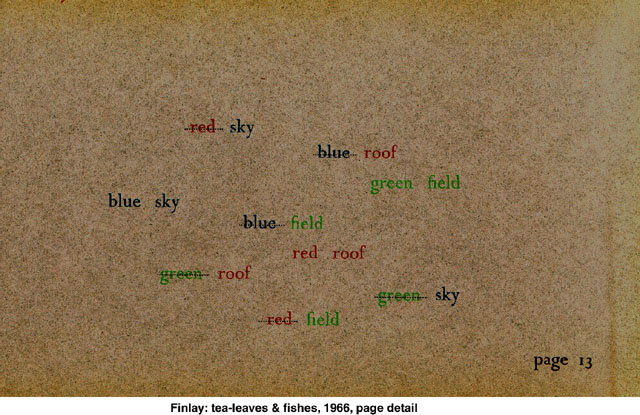 red sky
blue roof
green field
blue sky
blue field
red roof
green roof
green sky
red field
page 13
Finlay: tea-leaves & fishes, 1966, page detail